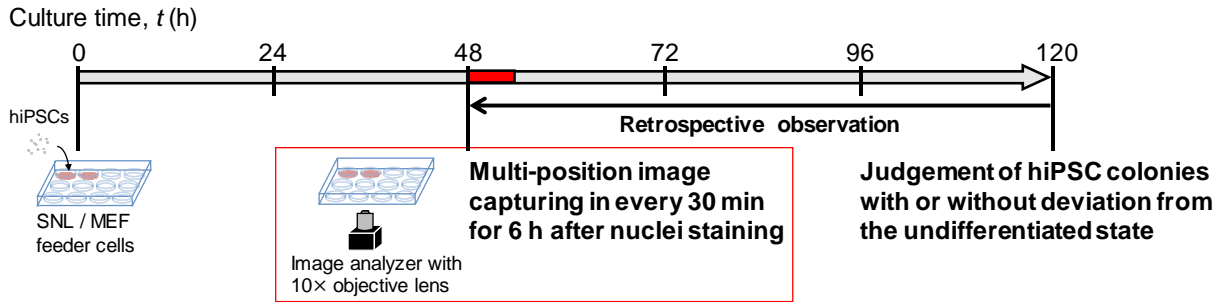 Culture time, t (h)
0 24 48 72 96 120
hiPSCs
Retrospective observation
SNL / MEF
feeder cells
Image analyzer with
10× objective lens
Multi-position image
capturing in every 30 min
for 6 h after nuclei staining
Judgement of hiPSC colonies
with or without deviation from
the undifferentiated state